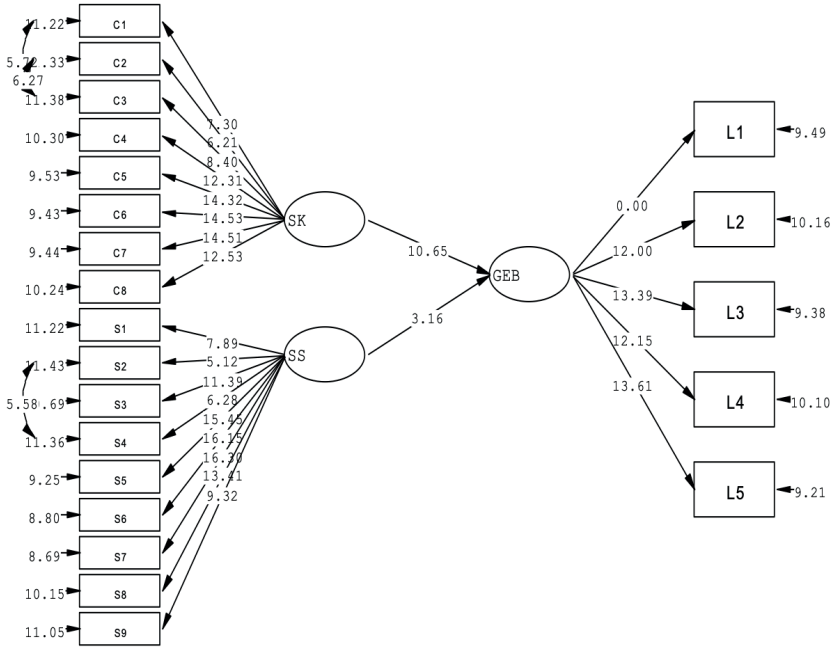 11.22 C1
C2
6.27
11.38 C3
10.30 C4
9.53 C5
9.43 C6
9.44 C7
10.24 C8
11.22 S1
11.43 S2
S3
11.36 S4
9.25 S5
8.80 S6
8.69 S7
10.15 S8
11.05 S9
7.30
6.21
8.40
12.31
14.32
14.53
14.51
12.53
7.89
5.12
11.39
6.28
15.45
16.15
16.30
13.41
9.32
SK
SS
10.65
3.16
GEB
0.00
12.00
13.39
12.15
13.61
L1 9.49
L2 10.16
L3 9.38
L4 10.10
L5 9.21